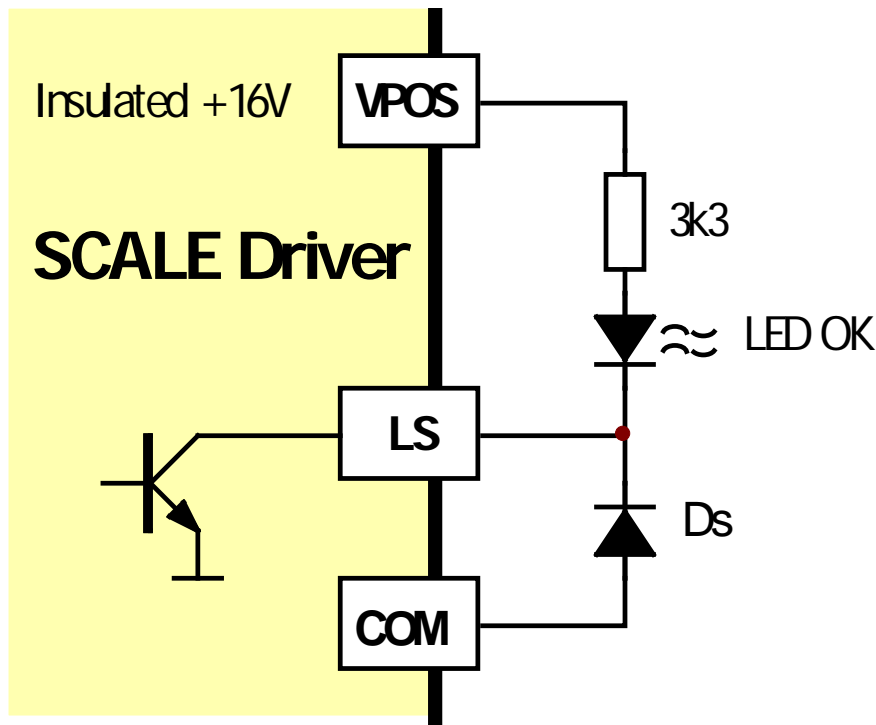 Insulated +16V
VPOS
SCALE Driver
3k3
LED OK
LS
Ds
COM